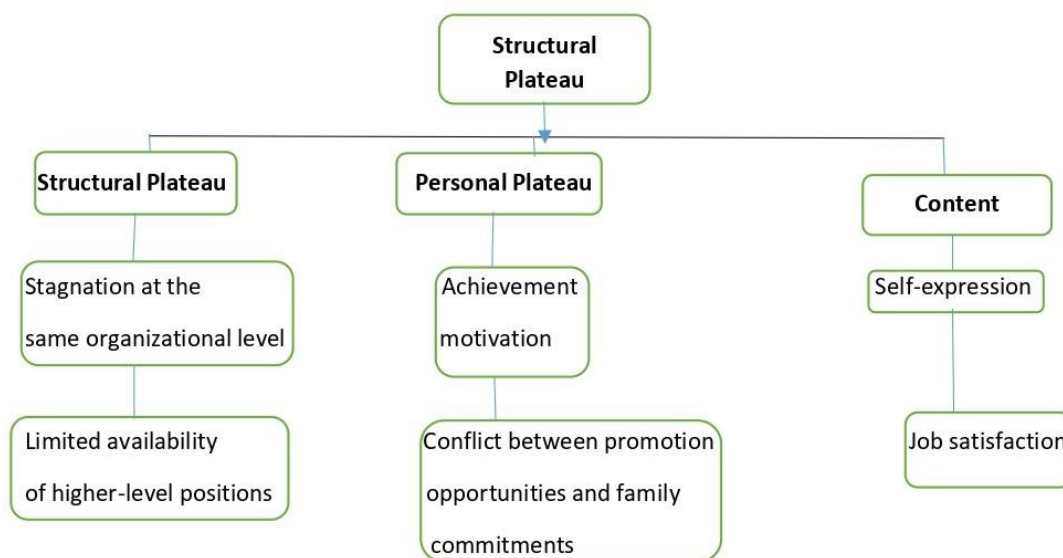 Structural
Plateau
Structural Plateau
Personal Plateau
Content
Stagnation at the
same organizational level
Achievement
motivation
Self-expression
Limited availability
of higher-level positions
Conflict between promotion
opportunities and family
commitments
Job satisfaction